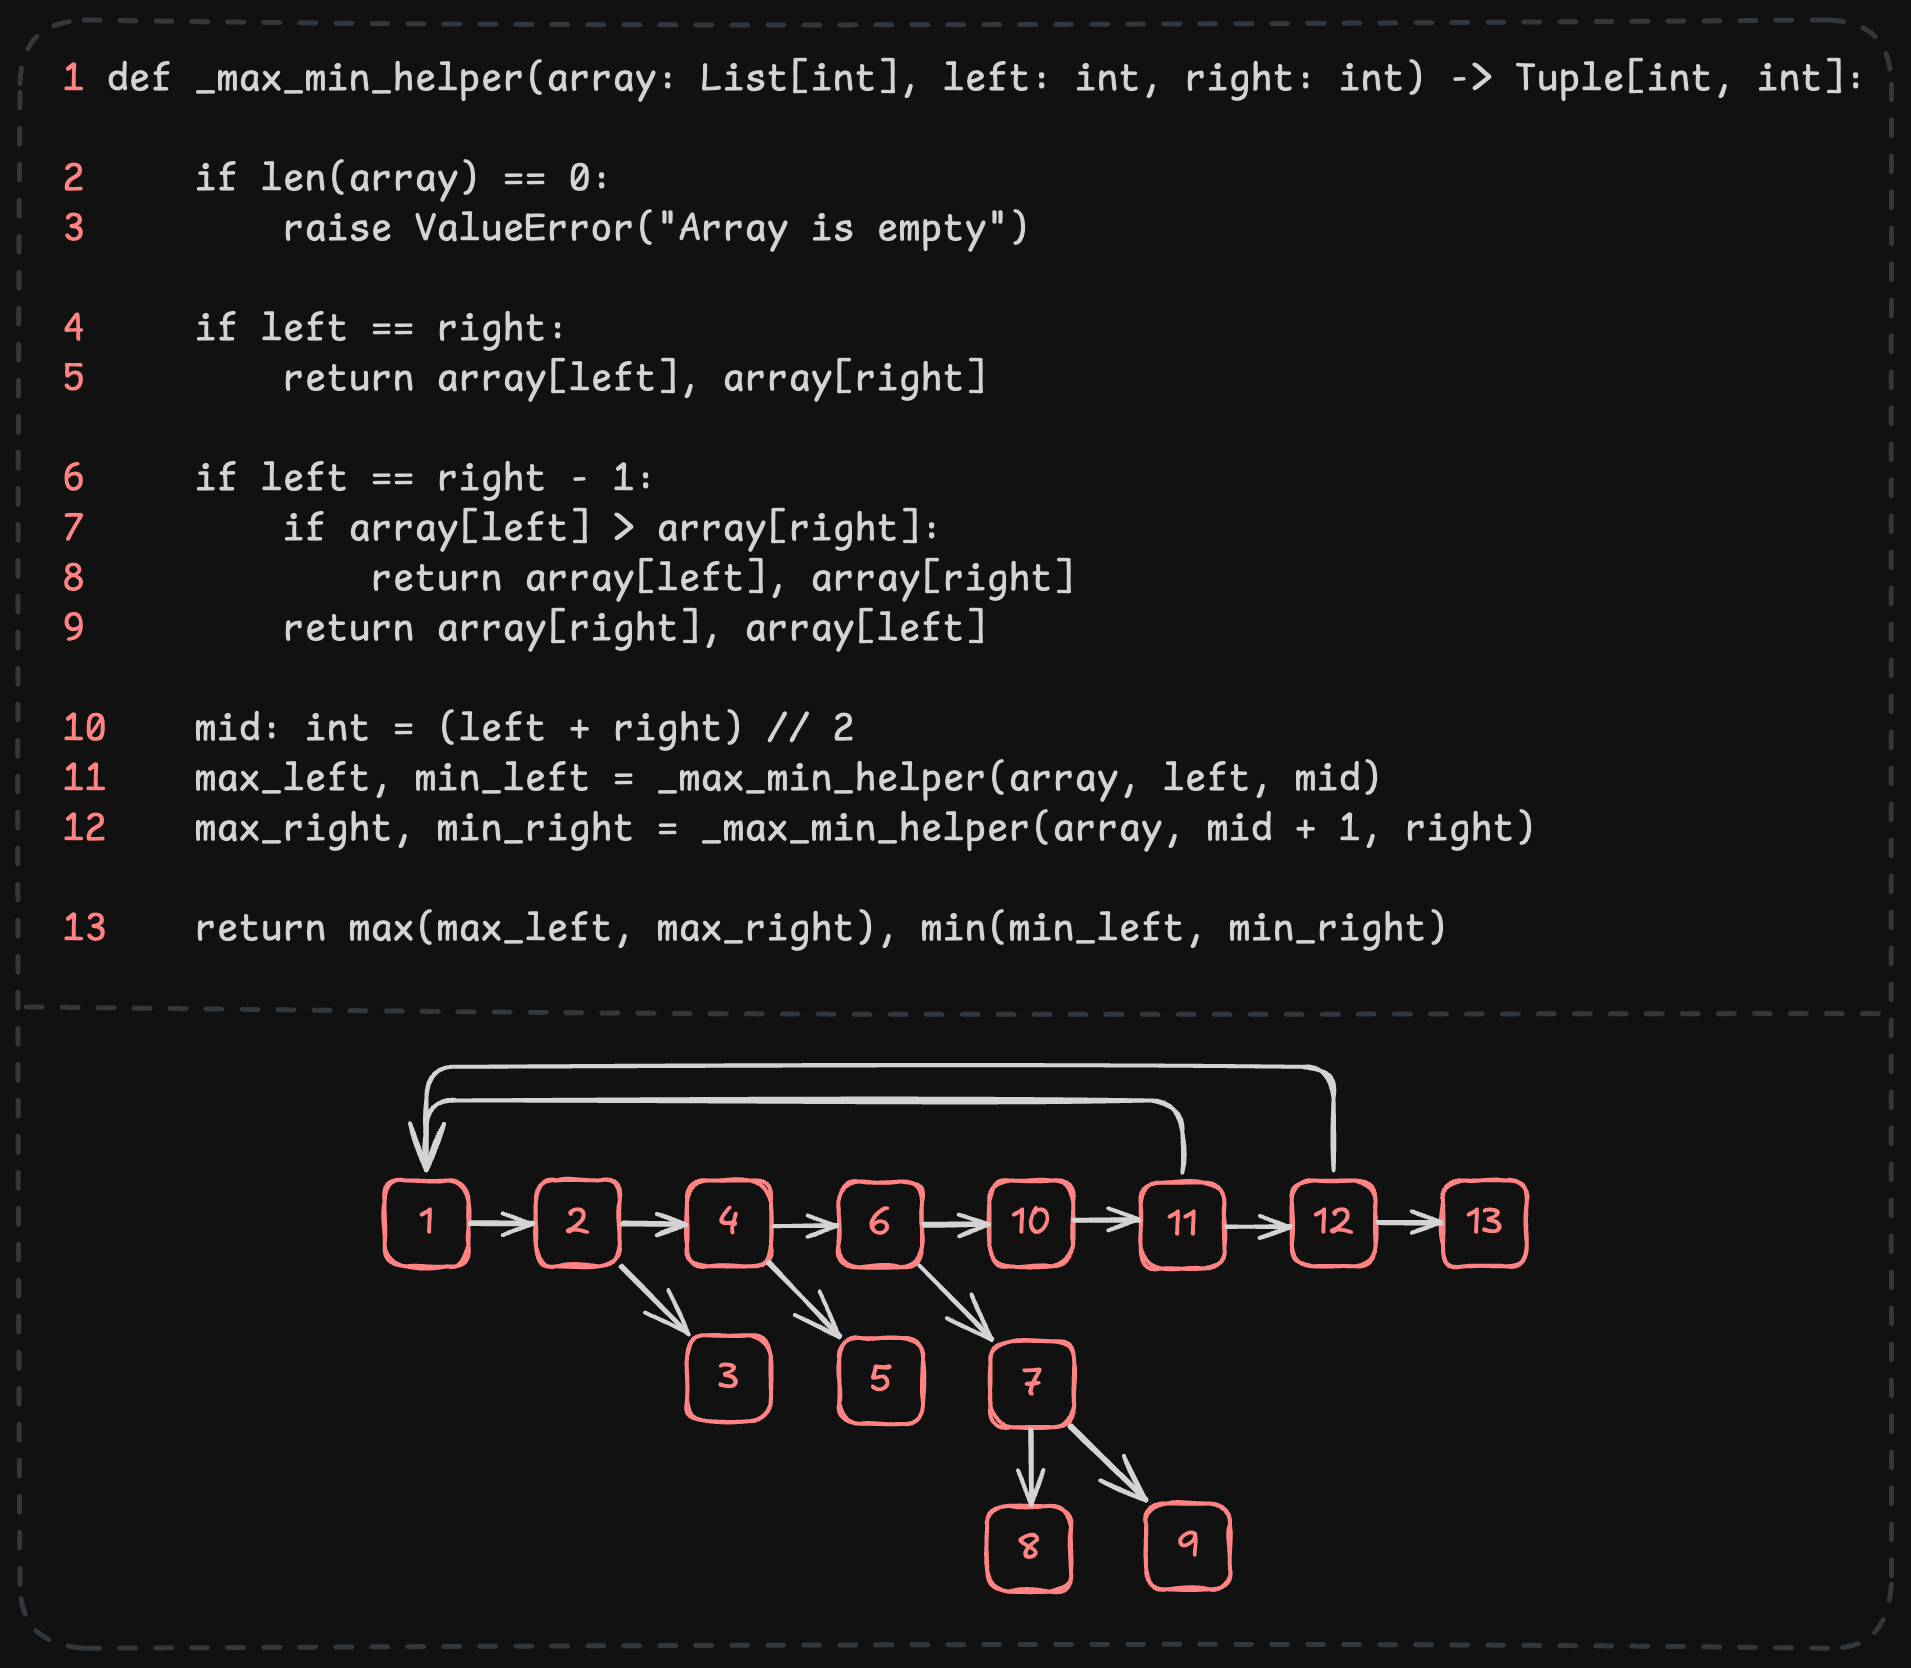 1 def _max_min_helper(array: List[int], left: int, right: int) -> Tuple[int, int]:
2     if len(array) == 0:
3         raise ValueError("Array is empty")
4     if left == right:
5         return array[left], array[right]
6     if left == right - 1:
7         if array[left] > array[right]:
8             return array[left], array[right]
9         return array[right], array[left]
10    mid: int = (left + right) // 2
11    max_left, min_left = _max_min_helper(array, left, mid)
12    max_right, min_right = _max_min_helper(array, mid + 1, right)
13    return max(max_left, max_right), min(min_left, min_right)
1 2 4 6 10 11 12 13
3 5 7
8 9